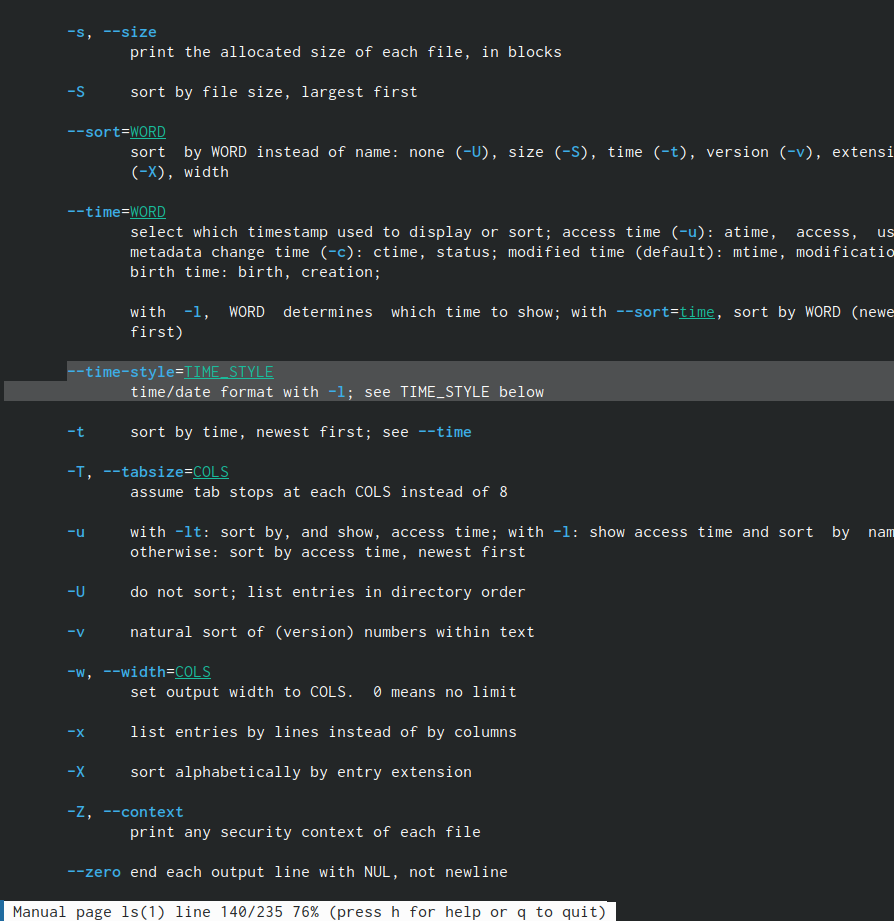 -s, --size
print the allocated size of each file, in blocks
-S     sort by file size, largest first
--sort=WORD
sort  by WORD instead of name: none (-U), size (-S), time (-t), version (-v), extensi
(-X), width
--time=WORD
select which timestamp used to display or sort; access time (-u): atime,  access,  us
metadata change time (-c): ctime, status; modified time (default): mtime, modificatio
birth time: birth, creation;
with  -l,  WORD  determines  which time to show; with --sort=time, sort by WORD (newe
first)
--time-style=TIME_STYLE
time/date format with -l; see TIME_STYLE below
-t     sort by time, newest first; see --time
-T, --tabsize=COLS
assume tab stops at each COLS instead of 8
-u     with -lt: sort by, and show, access time; with -l: show access time and sort  by  nam
otherwise: sort by access time, newest first
-U     do not sort; list entries in directory order
-v     natural sort of (version) numbers within text
-w, --width=COLS
set output width to COLS.  0 means no limit
-x     list entries by lines instead of by columns
-X     sort alphabetically by entry extension
-Z, --context
print any security context of each file
--zero end each output line with NUL, not newline
Manual page ls(1) line 140/235 76% (press h for help or q to quit)